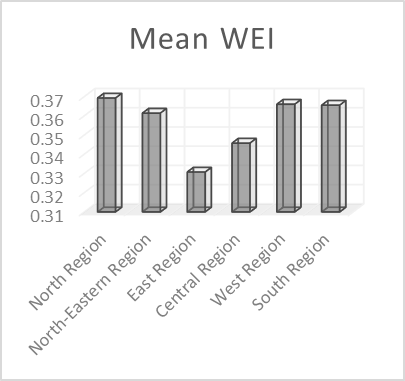 Mean WEI
0.37
0.36
0.35
0.34
0.33
0.32
0.31
North Region
North-Eastern Region
East Region
Central Region
West Region
South Region